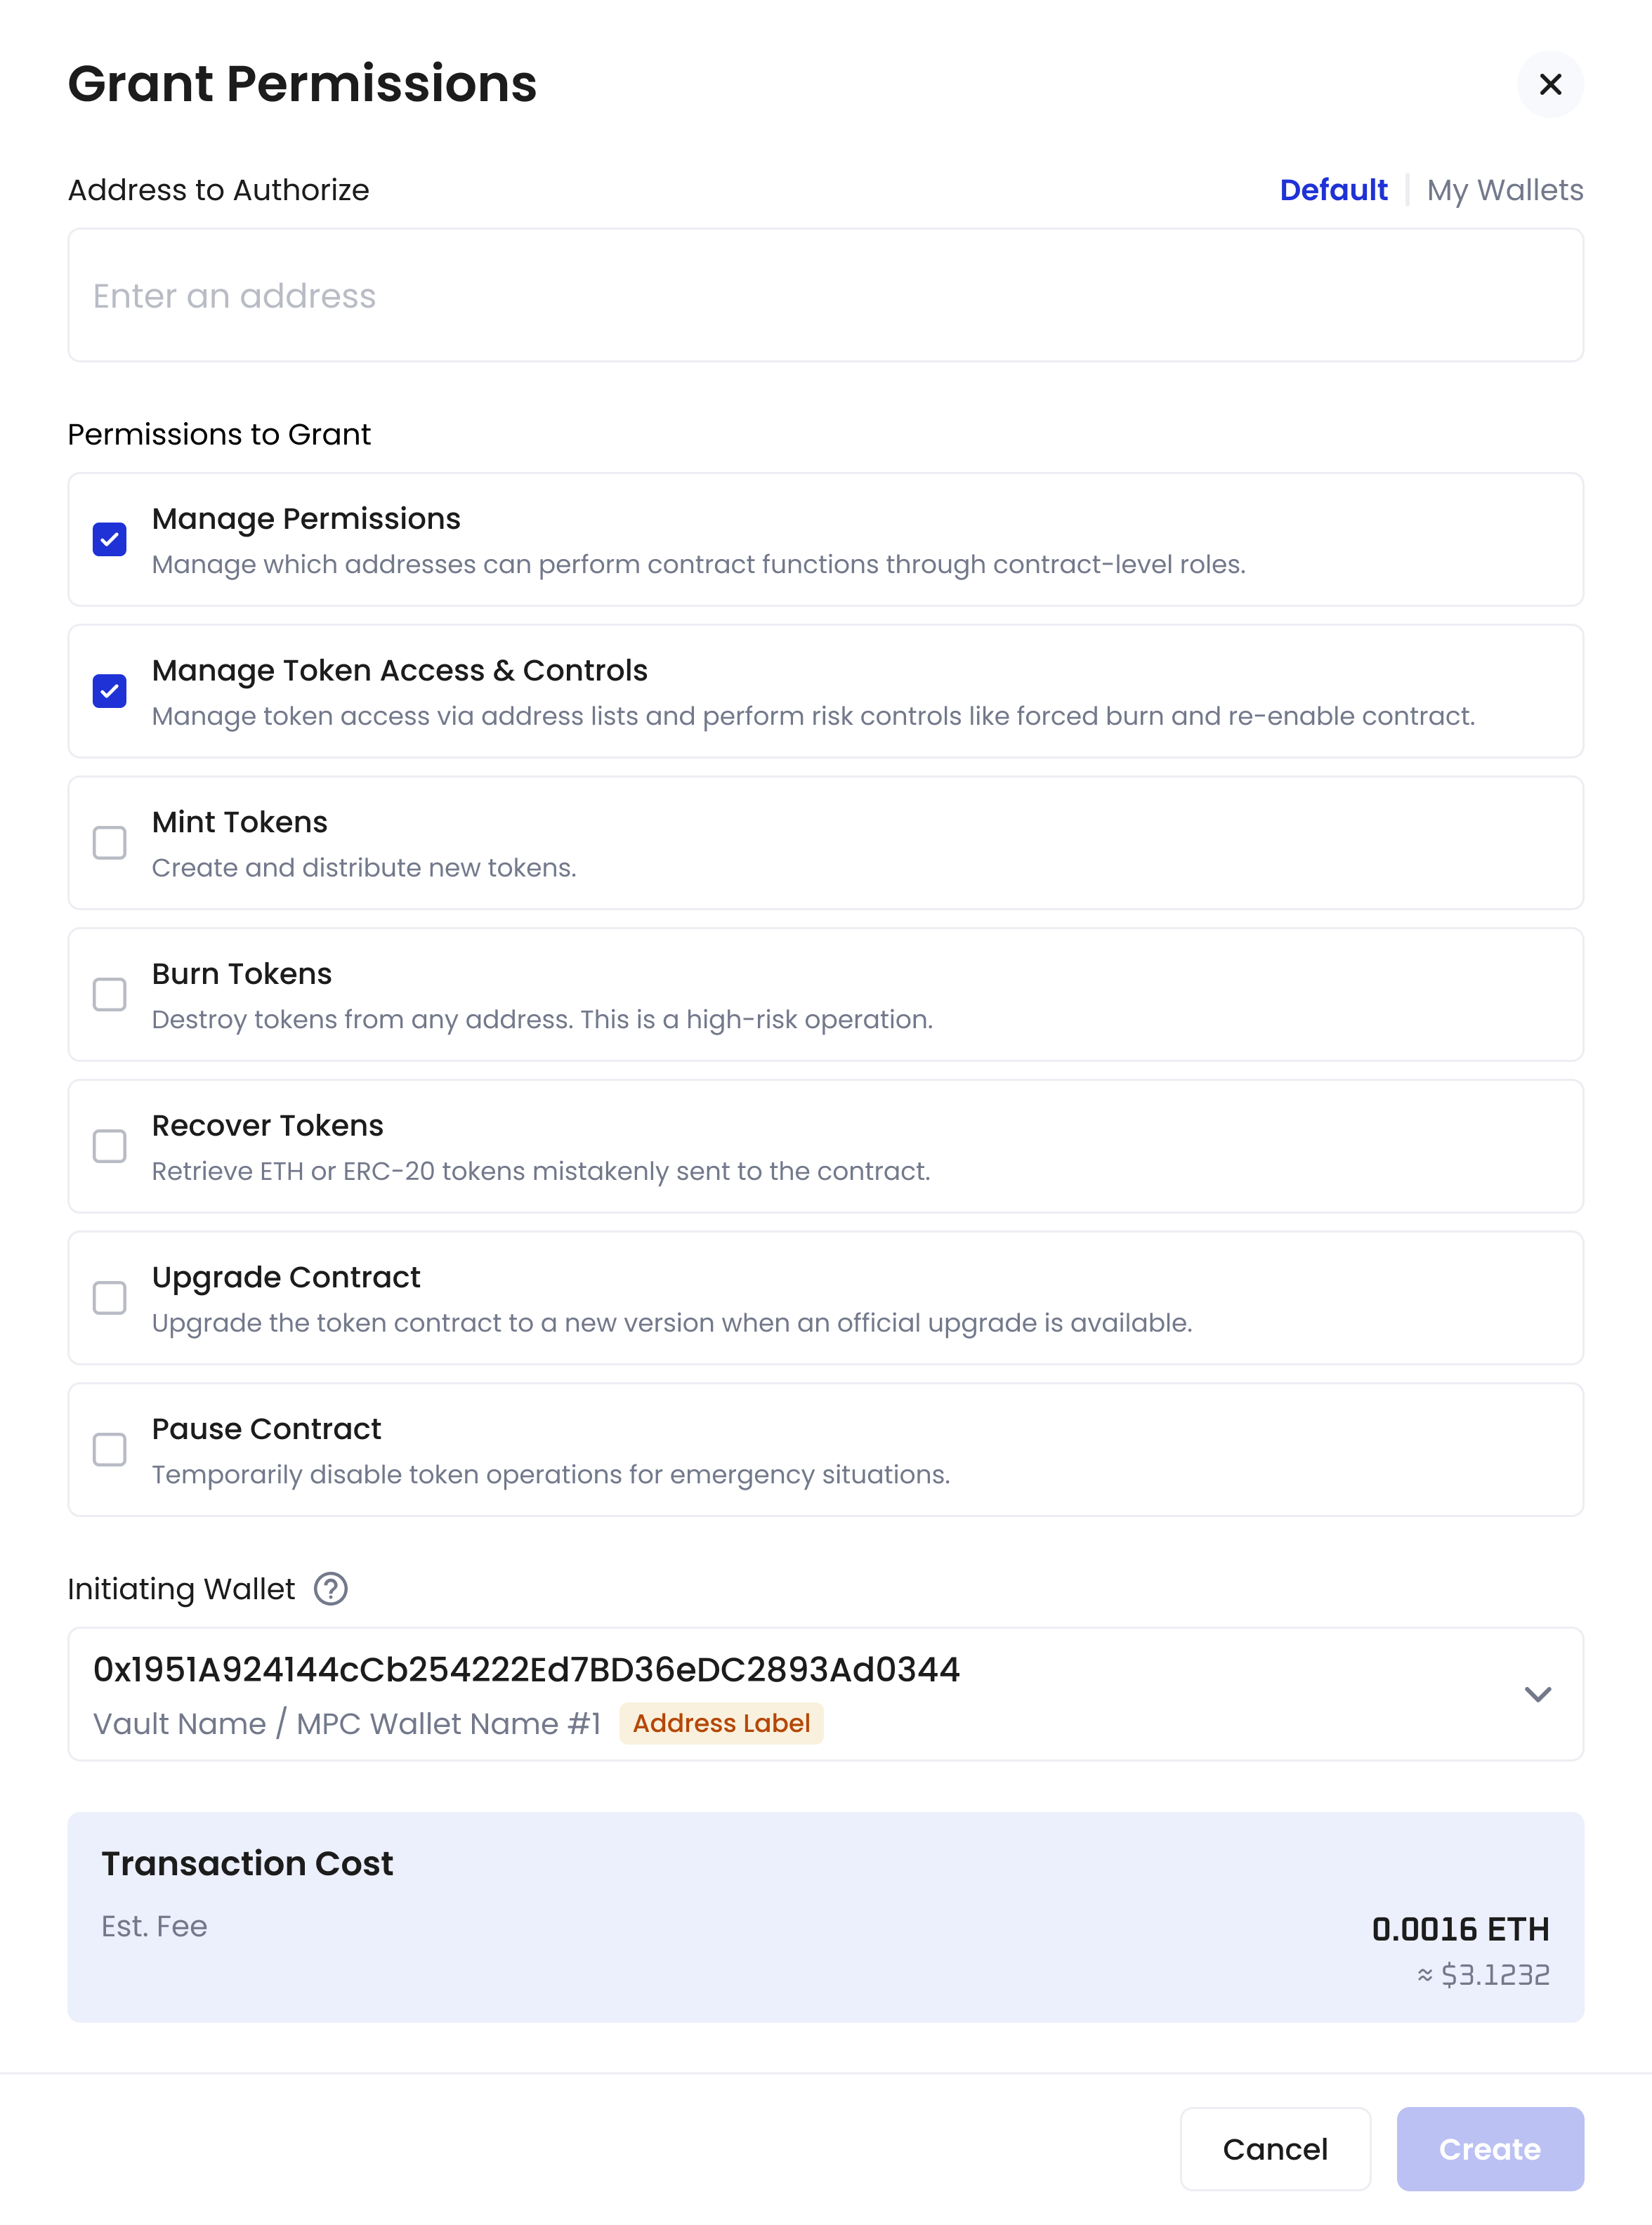 Grant Permissions
Address to Authorize
Default | My Wallets
Enter an address
Permissions to Grant
Manage Permissions
Manage which addresses can perform contract functions through contract-level roles.
Manage Token Access & Controls
Manage token access via address lists and perform risk controls like forced burn and re-enable contract.
Mint Tokens
Create and distribute new tokens.
Burn Tokens
Destroy tokens from any address. This is a high-risk operation.
Recover Tokens
Retrieve ETH or ERC-20 tokens mistakenly sent to the contract.
Upgrade Contract
Upgrade the token contract to a new version when an official upgrade is available.
Pause Contract
Temporarily disable token operations for emergency situations.
Initiating Wallet ?
0x1951A924144cCb254222Ed7BD36eDC2893Ad0344
Vault Name / MPC Wallet Name #1 Address Label
Transaction Cost
Est. Fee
0.0016 ETH
≈ $3.1232
Cancel
Create